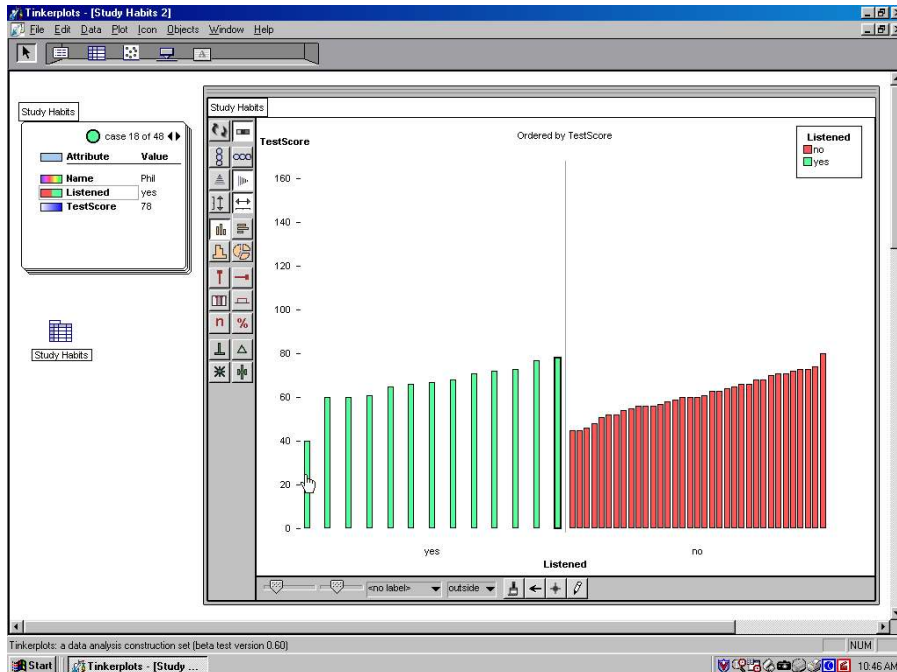 Tinkerplots - [Study Habits 2]
File Edit Data Plot Icon Objects Window Help
A
Study Habits
case 18 of 48
Attribute Value
Name Phil
Listened yes
TestScore 78
Study Habits
Study Habits
n %
TestScore
Ordered by TestScore
Listened
no
yes
160
140
120
100
80
60
40
20
0
yes no
Listened
<no label> outside
Tinkerplots: a data analysis construction set (beta test version 0.60)
NUM
Start Tinkerplots - [Study ...
10:46 AM